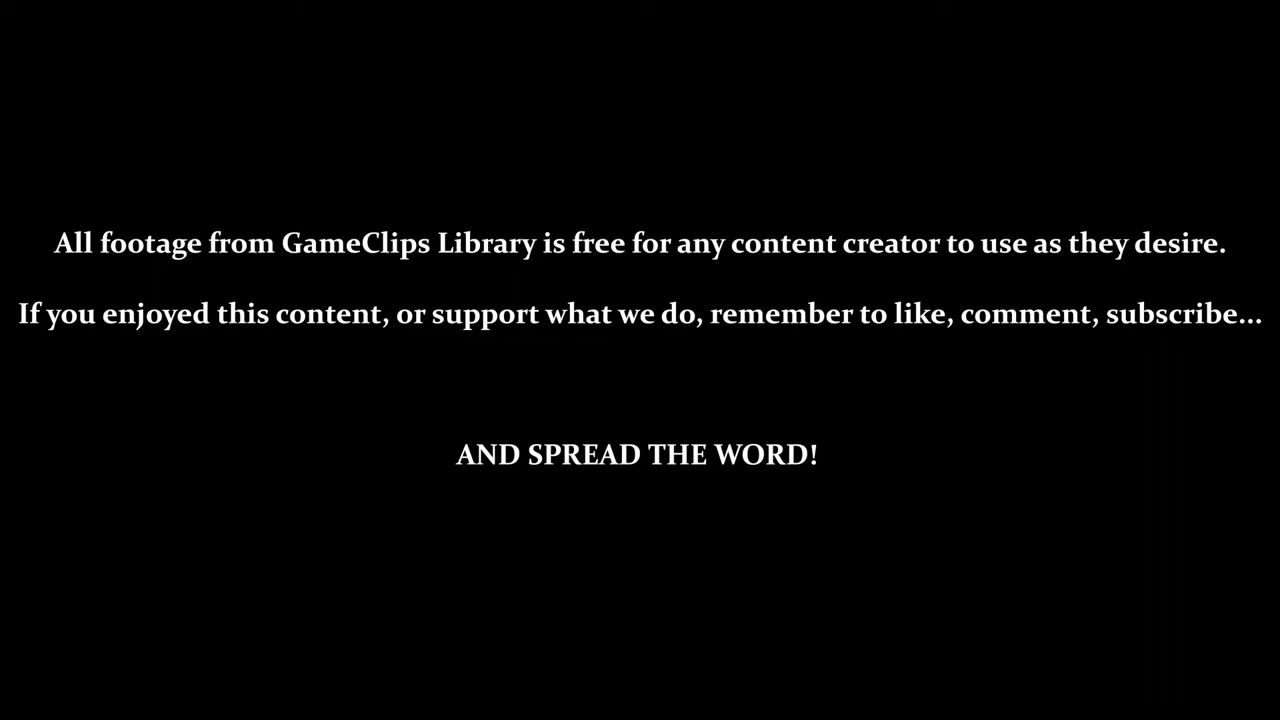 All footage from GameClips Library is free for any content creator to use as they desire.
If you enjoyed this content, or support what we do, remember to like, comment, subscribe...
AND SPREAD THE WORD!